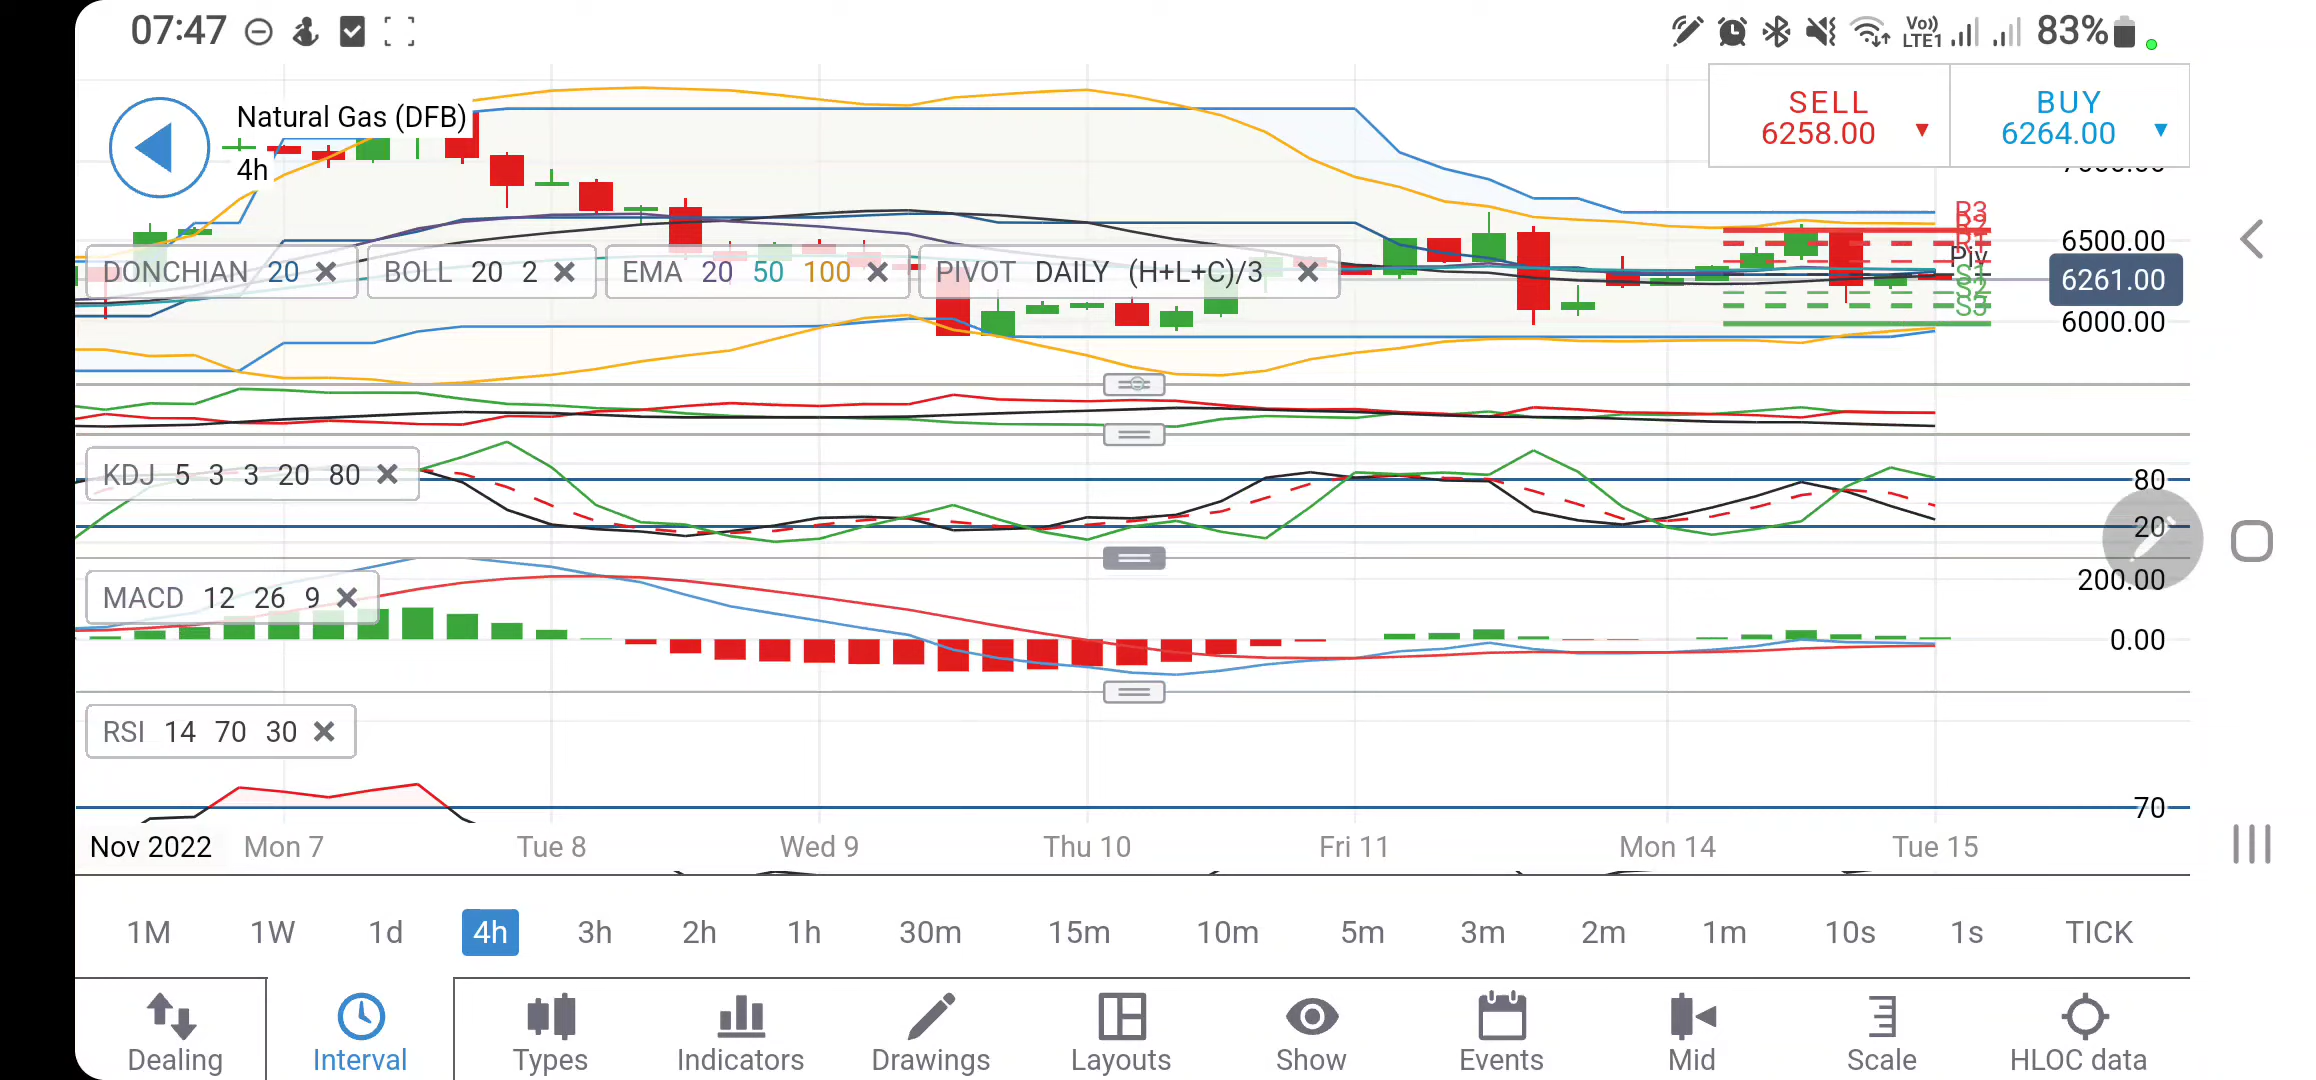 07:47
Vo))
LTE1
83%
Natural Gas (DFB)
4h
SELL
6258.00
BUY
6264.00
R3
R2
R1
Piv
S1
S2
S3
6500.00
6261.00
6000.00
DONCHIAN 20
BOLL 20 2
EMA 20 50 100
PIVOT DAILY (H+L+C)/3
KDJ 5 3 3 20 80
80
20
MACD 12 26 9
200.00
0.00
RSI 14 70 30
70
Nov 2022 Mon 7 Tue 8 Wed 9 Thu 10 Fri 11 Mon 14 Tue 15
1M 1W 1d 4h 3h 2h 1h 30m 15m 10m 5m 3m 2m 1m 10s 1s TICK
Dealing Interval Types Indicators Drawings Layouts Show Events Mid Scale HLOC data